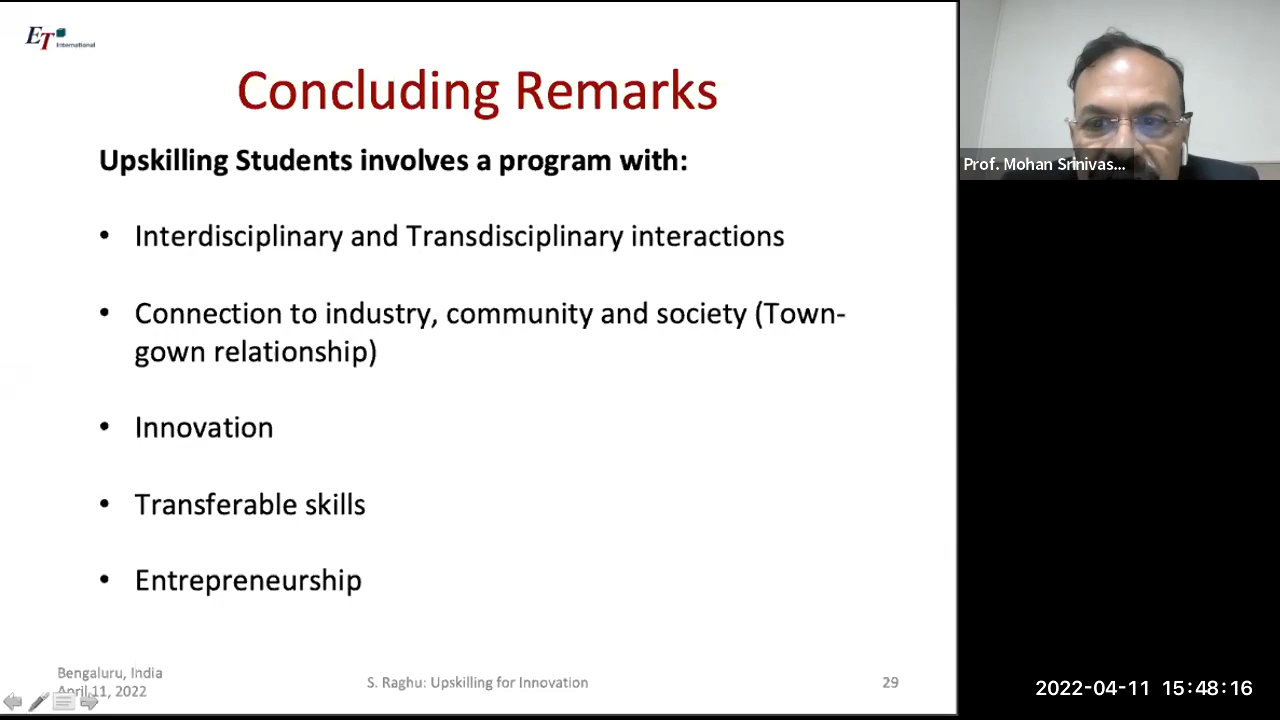 ET International
Concluding Remarks
Upskilling Students involves a program with:
• Interdisciplinary and Transdisciplinary interactions
• Connection to industry, community and society (Town-
gown relationship)
• Innovation
• Transferable skills
• Entrepreneurship
Bengaluru, India
April 11, 2022
S. Raghu: Upskilling for Innovation
29
Prof. Mohan Srinivas...
2022-04-11 15:48:16